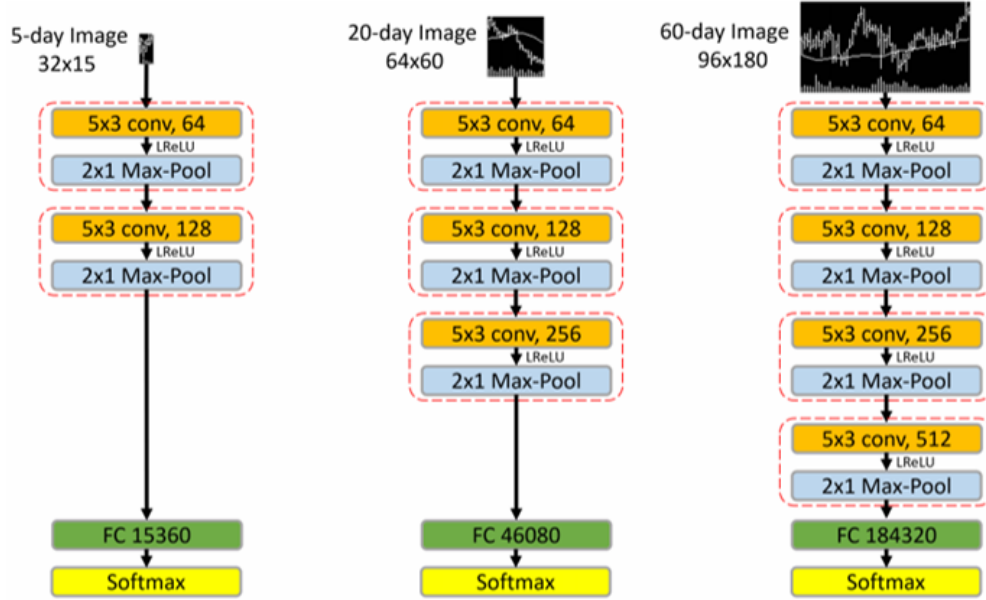 5-day Image
32x15
5x3 conv, 64
LReLU
2x1 Max-Pool
5x3 conv, 128
LReLU
2x1 Max-Pool
FC 15360
Softmax
20-day Image
64x60
5x3 conv, 64
LReLU
2x1 Max-Pool
5x3 conv, 128
LReLU
2x1 Max-Pool
5x3 conv, 256
LReLU
2x1 Max-Pool
FC 46080
Softmax
60-day Image
96x180
5x3 conv, 64
LReLU
2x1 Max-Pool
5x3 conv, 128
LReLU
2x1 Max-Pool
5x3 conv, 256
LReLU
2x1 Max-Pool
5x3 conv, 512
LReLU
2x1 Max-Pool
FC 184320
Softmax